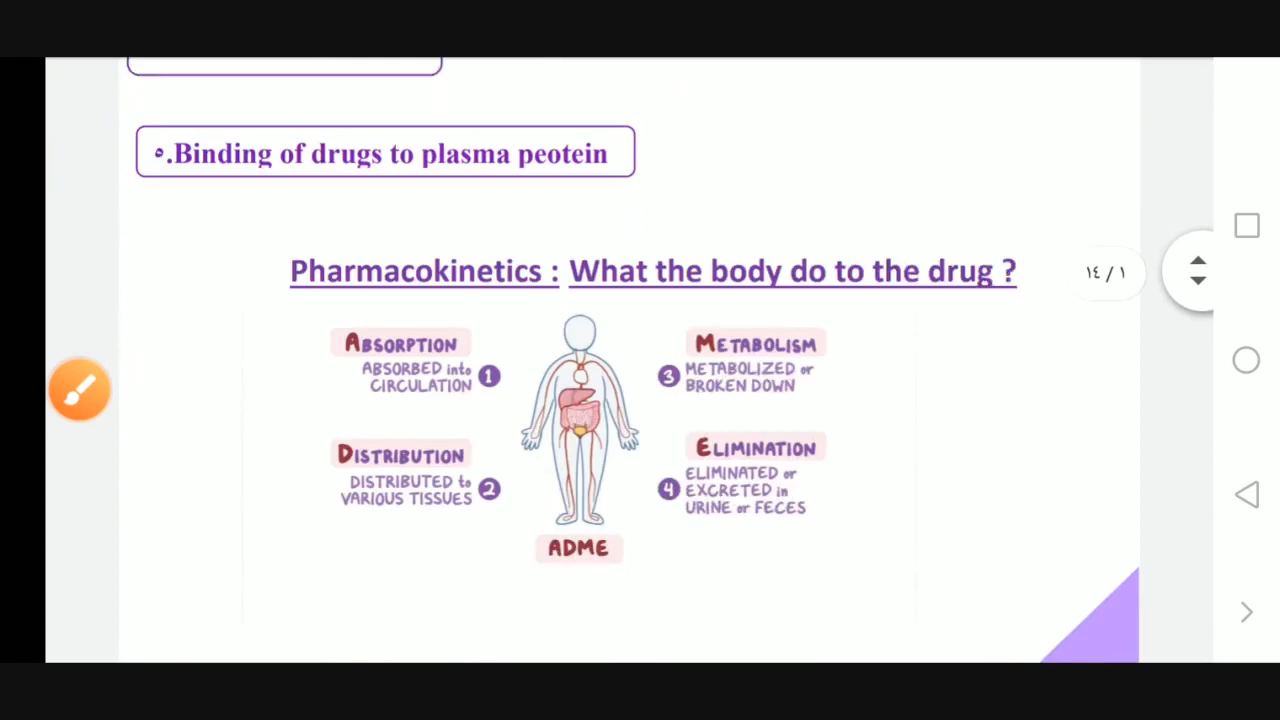 ٥.Binding of drugs to plasma peotein
Pharmacokinetics : What the body do to the drug ?
١٤ / ١
ABSORPTION
ABSORBED into
CIRCULATION
1
DISTRIBUTION
DISTRIBUTED to
VARIOUS TISSUES
2
METABOLISM
3
METABOLIZED or
BROKEN DOWN
ELIMINATION
4
ELIMINATED or
EXCRETED in
URINE or FECES
ADME